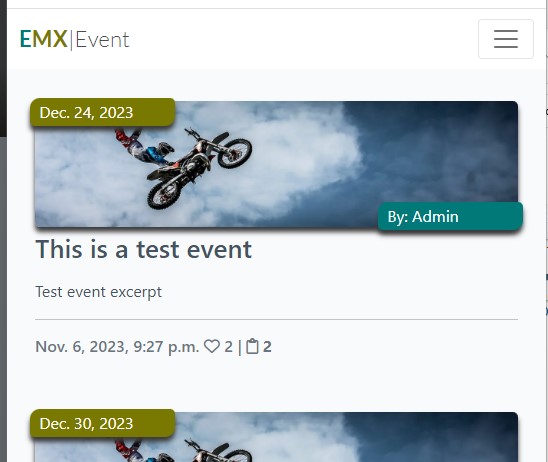 EMX|Event
Dec. 24, 2023
By: Admin
This is a test event
Test event excerpt
Nov. 6, 2023, 9:27 p.m. 2 | 2
Dec. 30, 2023